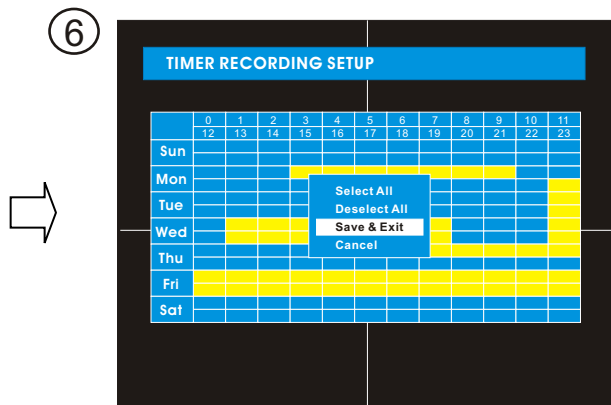 6
TIMER RECORDING SETUP
0 1 2 3 4 5 6 7 8 9 10 11
12 13 14 15 16 17 18 19 20 21 22 23
Sun
Mon
Select All
Tue
Deselect All
Wed
Save & Exit
Cancel
Thu
Fri
Sat